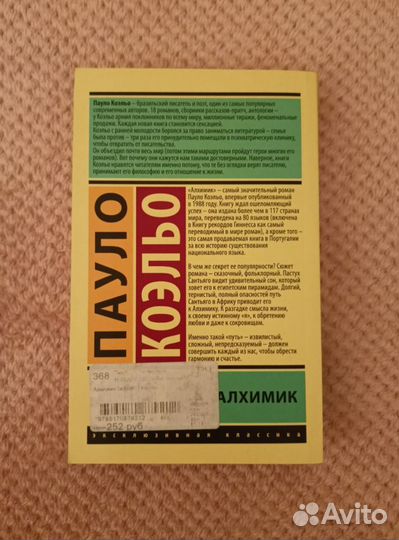 Пауло Коэльо – бразильский писатель и поэт, один из самых популярных
современных авторов. 18 романов, сборники рассказов-притч, антологии –
у Коэльо армия поклонников по всему миру, миллионные тиражи, феноменальные
продажи. Каждая новая книга становится сенсацией.
Коэльо с ранней молодости боролся за право заниматься литературой – семья
была против – три раза его принудительно помещали в психиатрическую клинику,
чтобы отвратить от писательства.
Он объездил почти весь мир (потом этими маршрутами пройдут герои многих его
романов). Вот почему они кажутся нам такими достоверными. Наверное, книги
Коэльо нравятся читателям именно потому, что те без оглядки верят писателю,
принимают его философию и его отношение к жизни.
ПАУЛО
КОЭЛЬО
«Алхимик» – самый значительный роман
Пауло Коэльо, впервые опубликованный
в 1988 году. Книгу ждал ошеломляющий
успех – она издана более чем в 117 странах
мира, переведена на 80 языков (включена
в Книгу рекордов Гиннесса как самый
переводимый в мире роман), а кроме того –
это самая продаваемая книга в Португалии
за всю историю существования
национального языка.
В чем же секрет ее популярности? Сюжет
романа – сказочный, фольклорный. Пастух
Сантьяго видит удивительный сон, который
зовет его к египетским пирамидам. Долгий,
тернистый, полный опасностей путь
Сантьяго в Африку приводит его
к Алхимику. К разгадке смысла жизни,
к своему истинному «я», к обретению
любви и даже к сокровищам.
Именно такой «путь» – извилистый,
сложный, непредсказуемый – должен
совершить каждый из нас, чтобы обрести
гармонию и счастье.
368
252 руб
АЛХИМИК
ЭКСКЛЮЗИВНАЯ КЛАССИКА
Avito